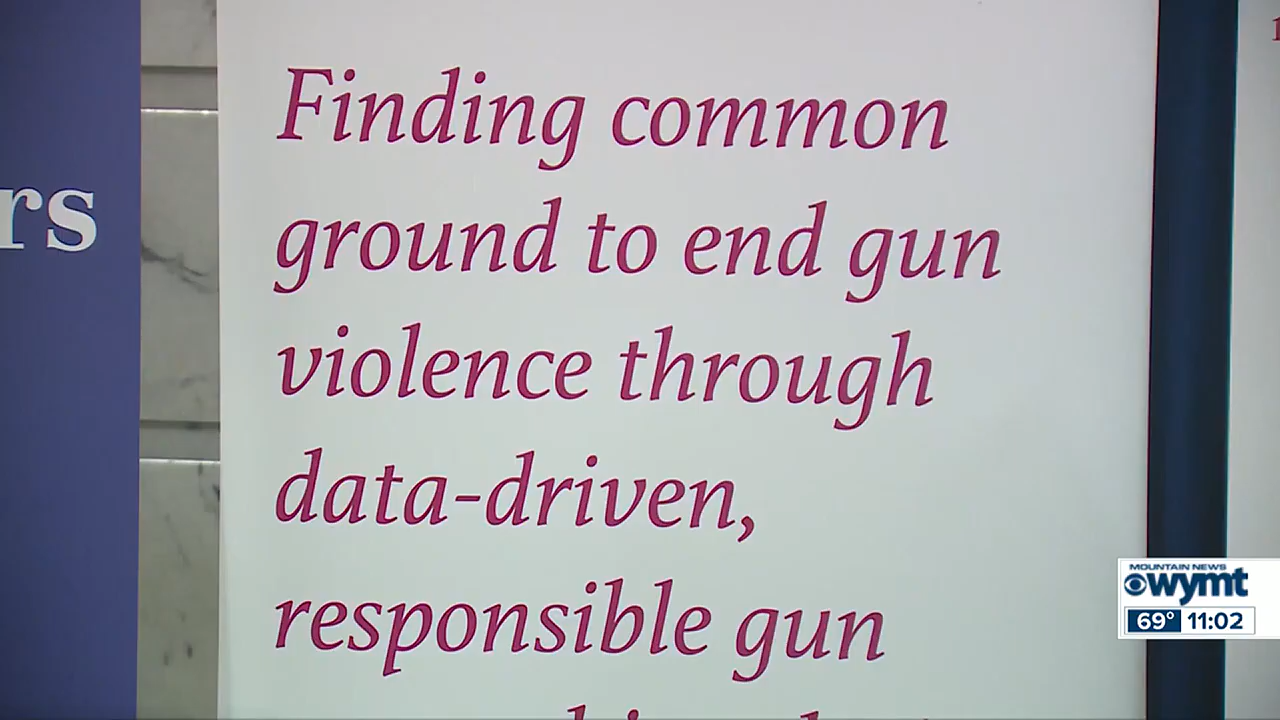 rs
Finding common
ground to end gun
violence through
data-driven,
responsible gun
MOUNTAIN NEWS
wymt
69° 11:02